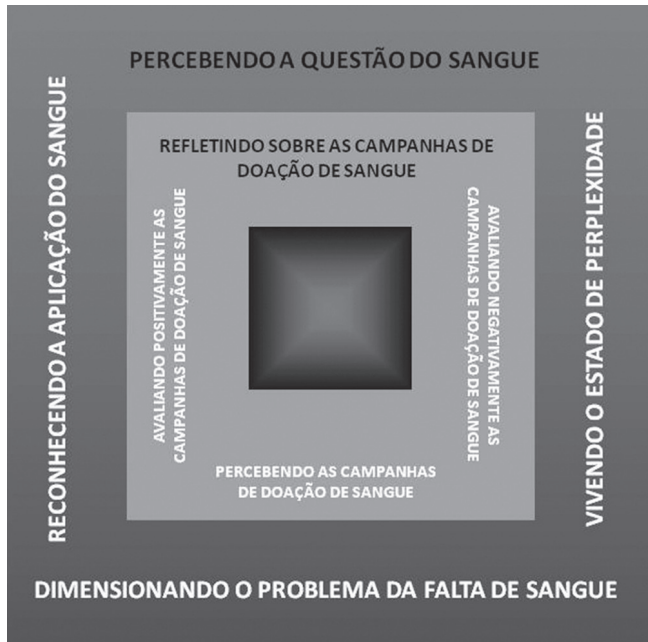 PERCEBENDO A QUESTÃO DO SANGUE
RECONHECENDO A APLICAÇÃO DO SANGUE
REFLETINDO SOBRE AS CAMPANHAS DE
DOAÇÃO DE SANGUE
AVALIANDO POSITIVAMENTE AS
CAMPANHAS DE DOAÇÃO DE SANGUE
AVALIANDO NEGATIVAMENTE AS
CAMPANHAS DE DOAÇÃO DE SANGUE
PERCEBENDO AS CAMPANHAS
DE DOAÇÃO DE SANGUE
VIVENDO O ESTADO DE PERPLEXIDADE
DIMENSIONANDO O PROBLEMA DA FALTA DE SANGUE